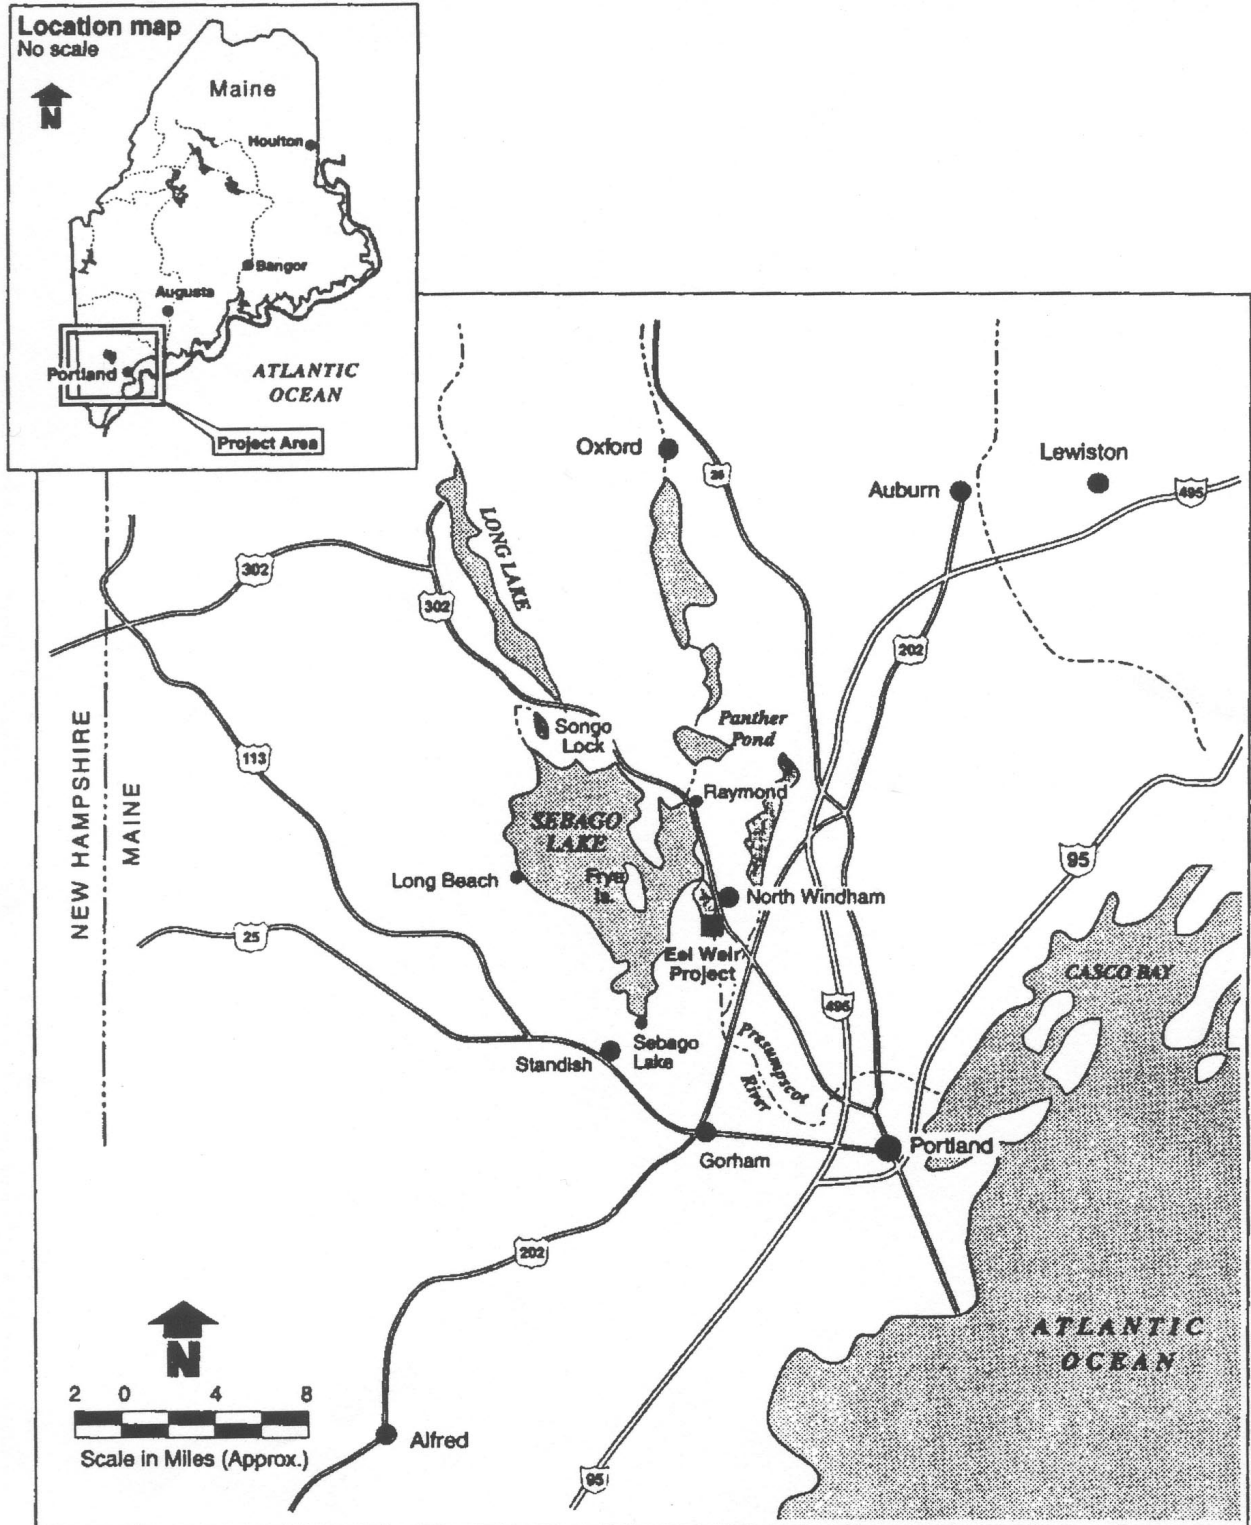 Location map
No scale
N
Maine
Houlton
Bangor
Augusta
Portland
ATLANTIC
OCEAN
Project Area
Oxford
26
Lewiston
Auburn
495
LONG LAKE
302
302
202
NEW HAMPSHIRE
MAINE
Songo
Lock
Panther
Pond
113
Raymond
SEBAGO
LAKE
95
Long Beach
Frye
Is.
North Windham
25
Eel Weir
Project
CASCO BAY
495
Presumpscot
River
Sebago
Lake
Standish
Gorham
Portland
202
ATLANTIC
OCEAN
N
2 0 4 8
Scale in Miles (Approx.)
Alfred
95